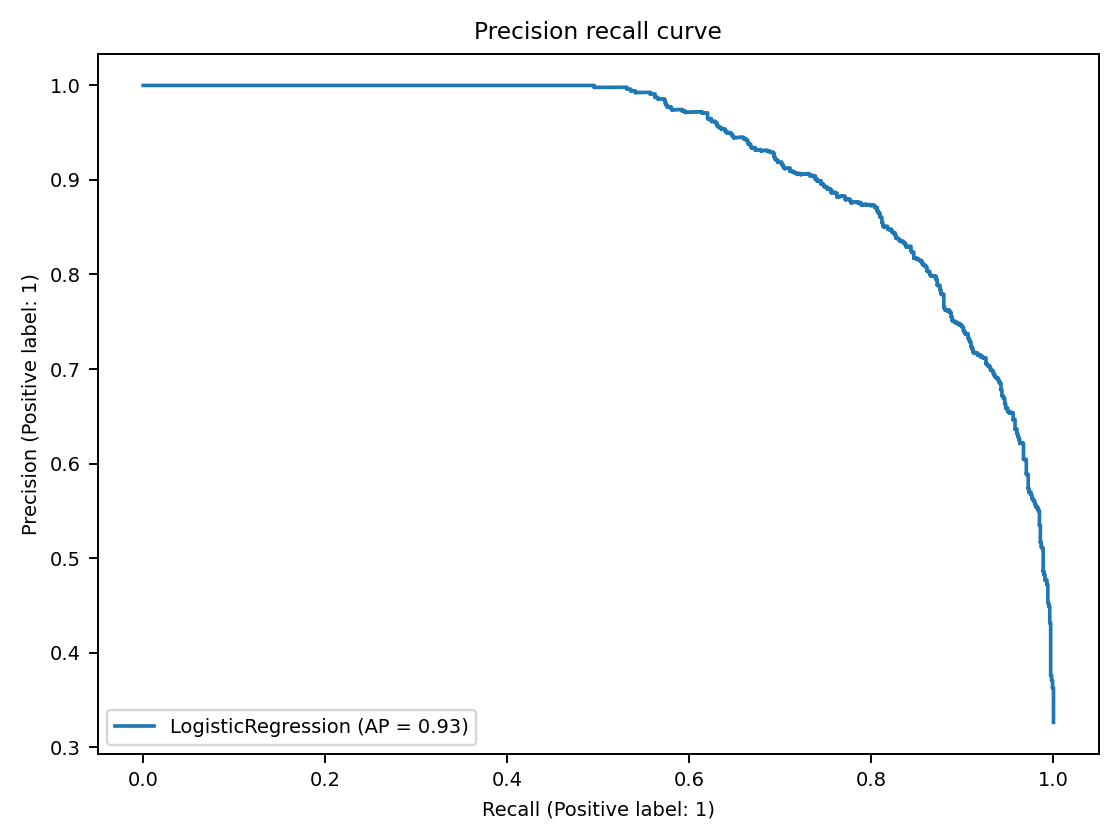 Precision recall curve
1.0
0.9
0.8
0.7
0.6
0.5
0.4
0.3
Precision (Positive label: 1)
LogisticRegression (AP = 0.93)
0.0 0.2 0.4 0.6 0.8 1.0
Recall (Positive label: 1)